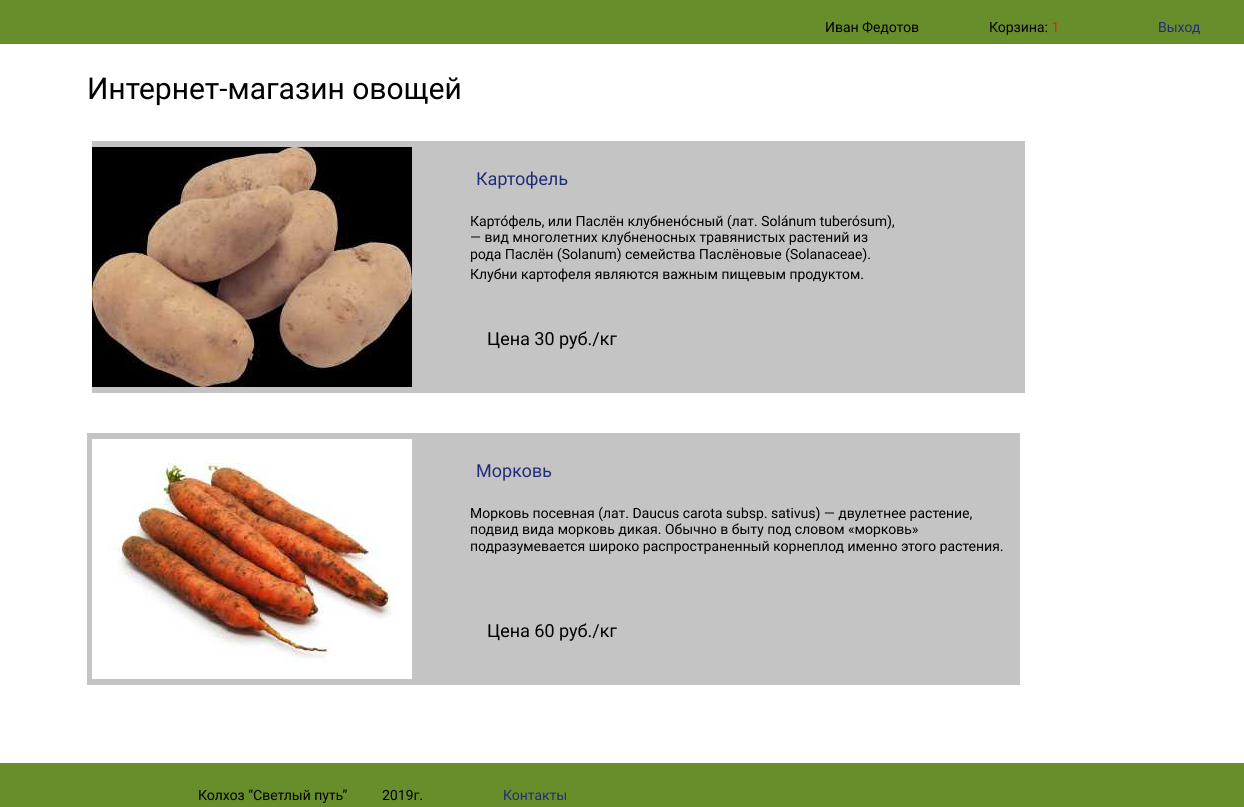 Иван Федотов Корзина: 1 Выход
Интернет-магазин овощей
Картофель
Карто́фель, или Паслён клубнено́сный (лат. Solánum tuberósum),
— вид многолетних клубненосных травянистых растений из
рода Паслён (Solanum) семейства Паслёновые (Solanaceae).
Клубни картофеля являются важным пищевым продуктом.
Цена 30 руб./кг
Морковь
Морковь посевная (лат. Daucus carota subsp. sativus) — двулетнее растение,
подвид вида морковь дикая. Обычно в быту под словом «морковь»
подразумевается широко распространенный корнеплод именно этого растения.
Цена 60 руб./кг
Колхоз “Светлый путь” 2019г. Контакты